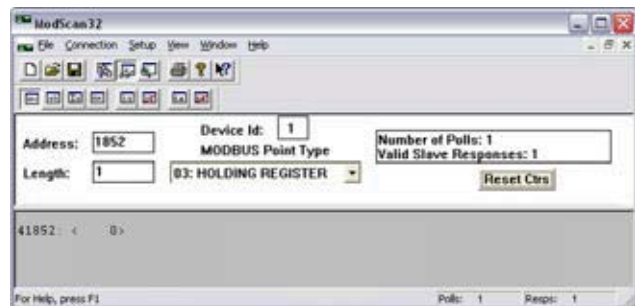 ModScan32
File Connection Setup View Window Help
Address: 1852
Length: 1
Device Id: 1
MODBUS Point Type
03: HOLDING REGISTER
Number of Polls: 1
Valid Slave Responses: 1
Reset Ctrs
41852: < 0>
For Help, press F1
Polls: 1
Resps: 1